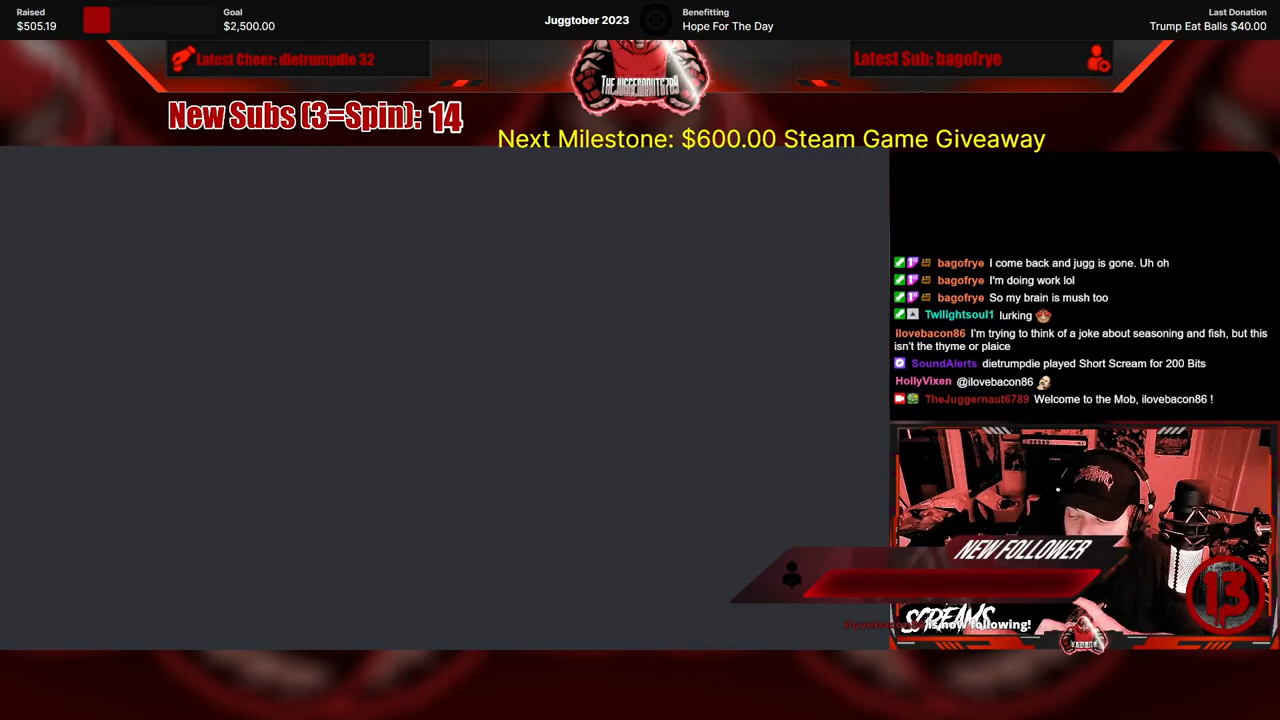 Raised
$505.19
Goal
$2,500.00
Juggtober 2023
Benefitting
Hope For The Day
Last Donation
Trump Eat Balls $40.00
Latest Cheer: dietrumpdie 32
THEJUGGERNAUT6789
Latest Sub: bagofrye
New Subs (3=Spin): 14
Next Milestone: $600.00 Steam Game Giveaway
bagofrye I come back and jugg is gone. Uh oh
bagofrye I'm doing work lol
bagofrye So my brain is mush too
Twilightsoul1 lurking
ilovebacon86 I'm trying to think of a joke about seasoning and fish, but this
isn't the thyme or plaice
SoundAlerts dietrumpdie played Short Scream for 200 Bits
HollyVixen @ilovebacon86
TheJuggernaut6789 Welcome to the Mob, ilovebacon86 !
NEW FOLLOWER
SCREAMS
13
ilovebacon86 is now following!